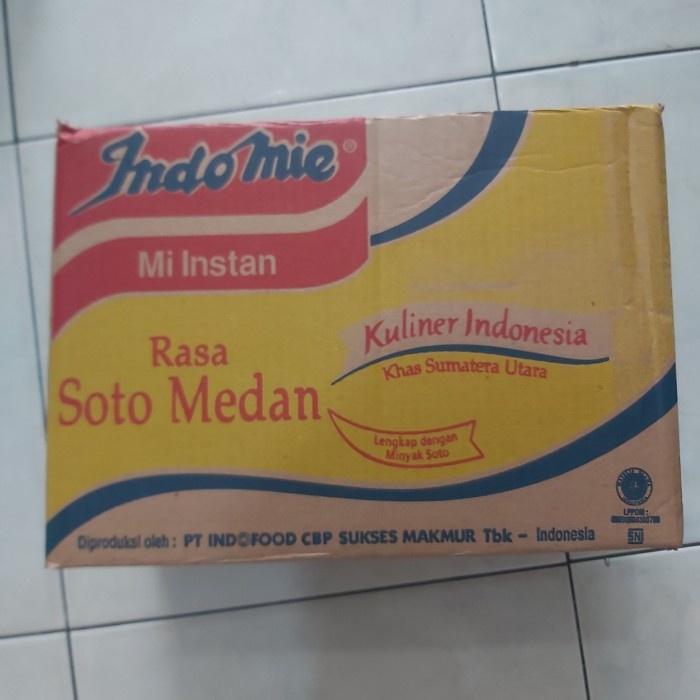 Indomie®
Mi Instan
Rasa
Soto Medan
Kuliner Indonesia
Khas Sumatera Utara
Lengkap dengan
Minyak Soto
Diproduksi oleh : PT INDOFOOD CBP SUKSES MAKMUR Tbk – Indonesia
LPPOM :
SNI